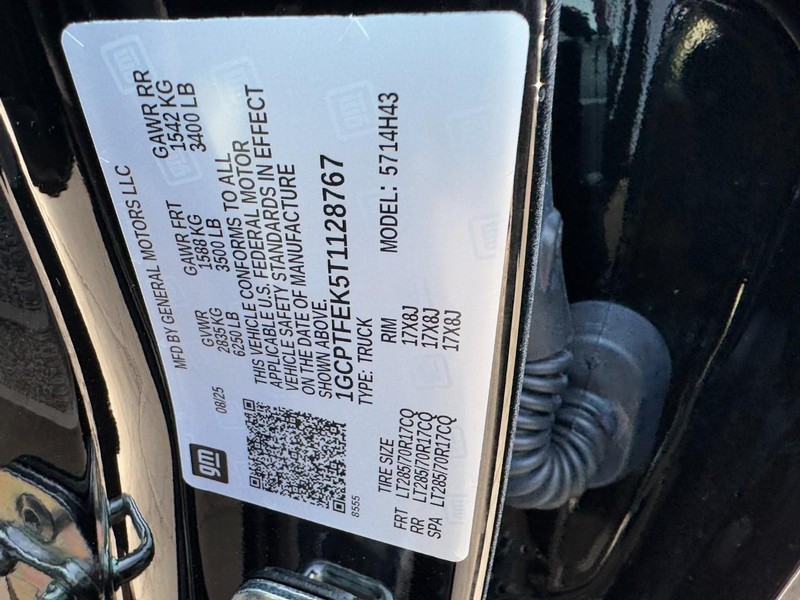 gm
MFD BY GENERAL MOTORS LLC
08/25 GVWR GAWR FRT GAWR RR
2835 KG 1588 KG 1542 KG
6250 LB 3500 LB 3400 LB
THIS VEHICLE CONFORMS TO ALL
APPLICABLE U.S. FEDERAL MOTOR
VEHICLE SAFETY STANDARDS IN EFFECT
ON THE DATE OF MANUFACTURE
SHOWN ABOVE.
1GCPTFEK5T1128767
8555 TYPE: TRUCK MODEL: 5714H43
TIRE SIZE RIM
FRT LT285/70R17CQ 17X8J
RR LT285/70R17CQ 17X8J
SPA LT285/70R17CQ 17X8J